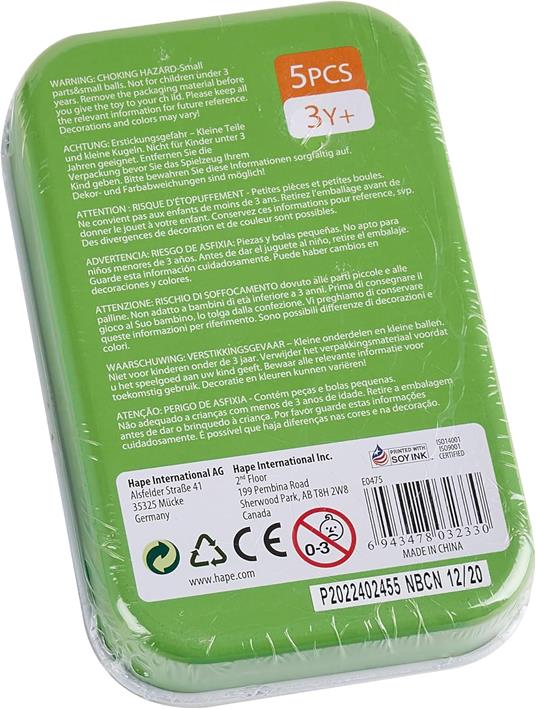 WARNING: CHOKING HAZARD-Small
parts&small balls. Not for children under 3
years. Remove the packaging material before
you give the toy to your child. Please keep all
the relevant information for future reference.
Decorations and colors may vary!
5PCS
3Y+
ACHTUNG: Erstickungsgefahr – Kleine Teile
und kleine Kugeln. Nicht für Kinder unter 3
Jahren geeignet. Entfernen Sie die
Verpackung bevor Sie das Spielzeug Ihrem
Kind geben. Bitte bewahren Sie diese Informationen sorgfältig auf.
Dekor- und Farbabweichungen sind möglich!
ATTENTION : RISQUE D'ÉTOUFFEMENT - Petites pièces et petites boules.
Ne convient pas aux enfants de moins de 3 ans. Retirez l'emballage avant de
donner le jouet à votre enfant. Conservez ces informations pour reference, svp.
Des divergences de decoration et de couleur sont possibles.
ADVERTENCIA: RIESGO DE ASFIXIA: Piezas y bolas pequeñas. No apto para
niños menores de 3 años. Antes de dar el juguete al niño, retire el embalaje.
Guarde esta información cuidadosamente. Puede haber cambios en
decoraciones y colores.
ATTENZIONE: RISCHIO DI SOFFOCAMENTO dovuto alle parti piccole e alle
palline. Non adatto a bambini di età inferiore a 3 anni. Prima di consegnare il
gioco al Suo bambino, lo tolga dalla confezione. Vi preghiamo di conservare
queste informazioni per riferimento. Sono possibili differenze di decorazioni e
colori.
WAARSCHUWING: VERSTIKKINGSGEVAAR – Kleine onderdelen en kleine ballen.
Niet voor kinderen onder de 3 jaar. Verwijder het verpakkingsmateriaal voordat
u het speelgoed aan uw kind geeft. Bewaar alle relevante informatie voor
toekomstig gebruik. Decoratie en kleuren kunnen variëren!
ATENÇÃO: PERIGO DE ASFIXIA - Contém peças e bolas pequenas.
Não adequado a crianças com menos de 3 anos de idade. Retire a embalagem
antes de dar o brinquedo à criança. Por favor guarde estas informações
cuidadosamente. É possível que haja diferenças nas cores e na decoração.
Hape International AG
Alsfelder Straße 41
35325 Mücke
Germany
Hape International Inc.
2nd Floor
199 Pembina Road
Sherwood Park, AB T8H 2W8
Canada
PRINTED WITH
SOY INK
ISO14001
ISO9001
CERTIFIED
E0475
6 943478 032330
MADE IN CHINA
CE
0-3
www.hape.com
P2022402455 NBCN 12/20